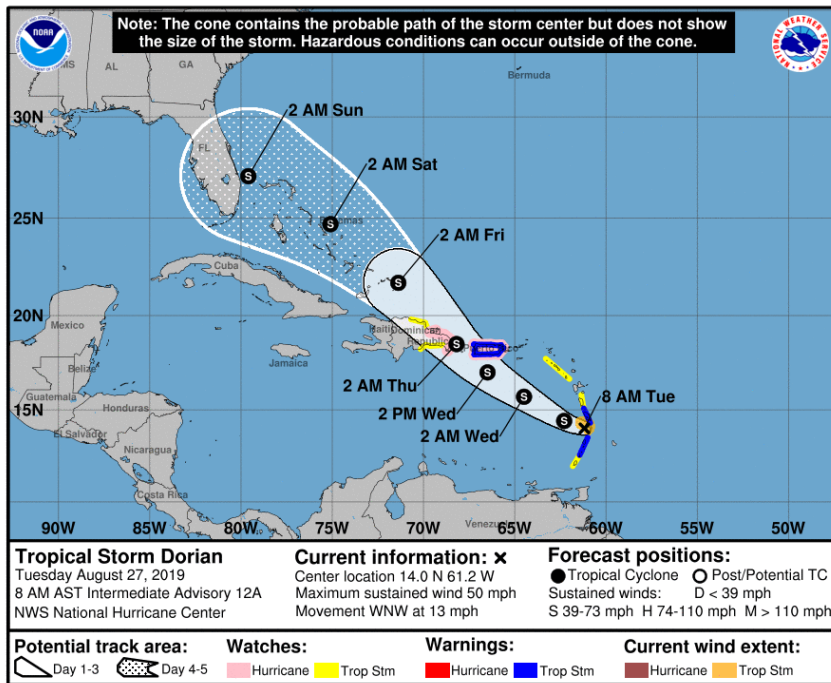 Note: The cone contains the probable path of the storm center but does not show
the size of the storm. Hazardous conditions can occur outside of the cone.
NOAA
NATIONAL WEATHER SERVICE
MS
AL
GA
Bermuda
30N
2 AM Sun
FL
2 AM Sat
25N
2 AM Fri
Cuba
20N
Mexico
Haiti
Dominican
Republic
Jamaica
Belize
2 AM Thu
8 AM Tue
Guatemala
Honduras
2 PM Wed
15N
El Salvador
2 AM Wed
Nicaragua
Costa Rica
Venezuela
90W 85W 80W 75W 70W 65W 60W 55W 50W
S
S
S
S
S
S
S
Tropical Storm Dorian
Tuesday August 27, 2019
8 AM AST Intermediate Advisory 12A
NWS National Hurricane Center
Current information: x
Center location 14.0 N 61.2 W
Maximum sustained wind 50 mph
Movement WNW at 13 mph
Forecast positions:
Tropical Cyclone Post/Potential TC
Sustained winds: D < 39 mph
S 39-73 mph H 74-110 mph M > 110 mph
Potential track area:
Day 1-3 Day 4-5
Watches:
Hurricane Trop Stm
Warnings:
Hurricane Trop Stm
Current wind extent:
Hurricane Trop Stm